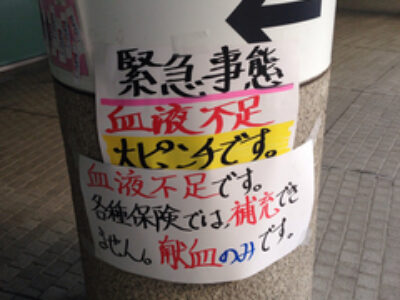 緊急事態
血液不足
大ピンチです。
血液不足です。
各種保険では、補充でき
ません。献血のみです。